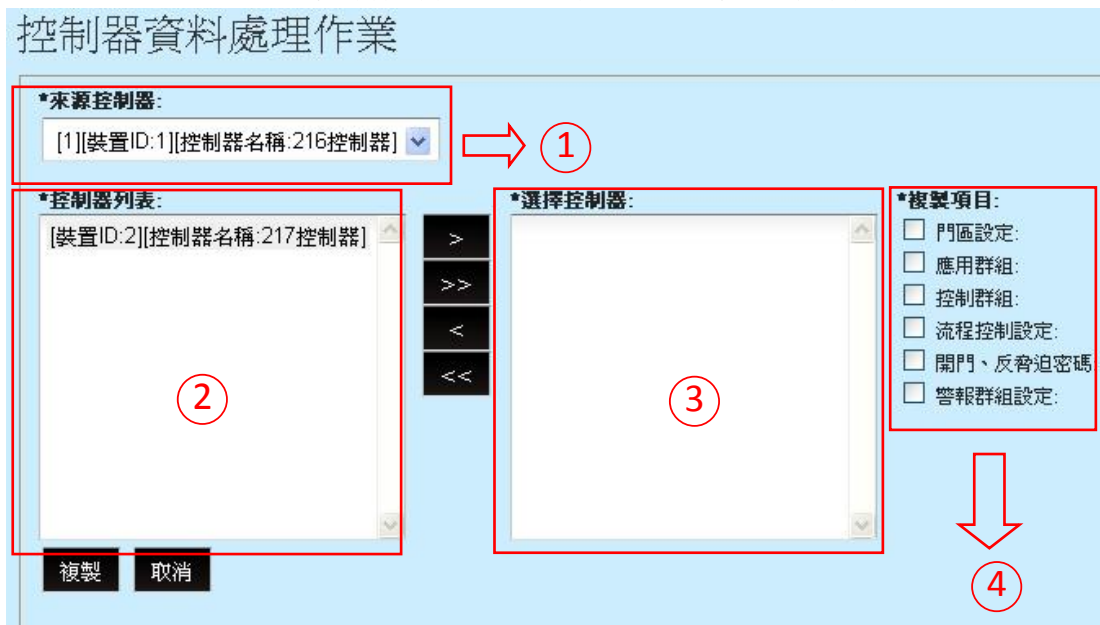 控制器資料處理作業
*來源控制器:
[1][裝置ID:1][控制器名稱:216控制器]
1
*控制器列表:
[裝置ID:2][控制器名稱:217控制器]
2
>
>>
<
<<
*選擇控制器:
3
*複製項目:
門區設定:
應用群組:
控制群組:
流程控制設定:
開門、反脅迫密碼:
警報群組設定:
4
複製 取消